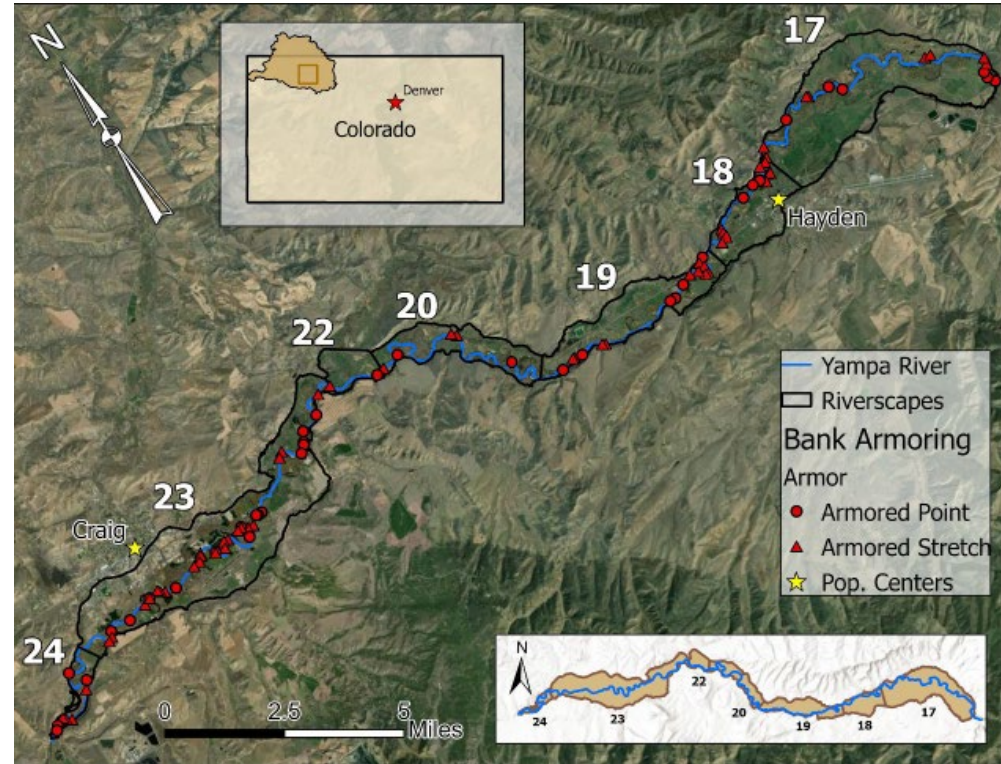 N
17
Denver
Colorado
18
Hayden
19
20
22
Yampa River
Riverscapes
Bank Armoring
Armor
Armored Point
Armored Stretch
Pop. Centers
23
Craig
24
0 2.5 5
Miles
N
22
24 23 20 19 18 17